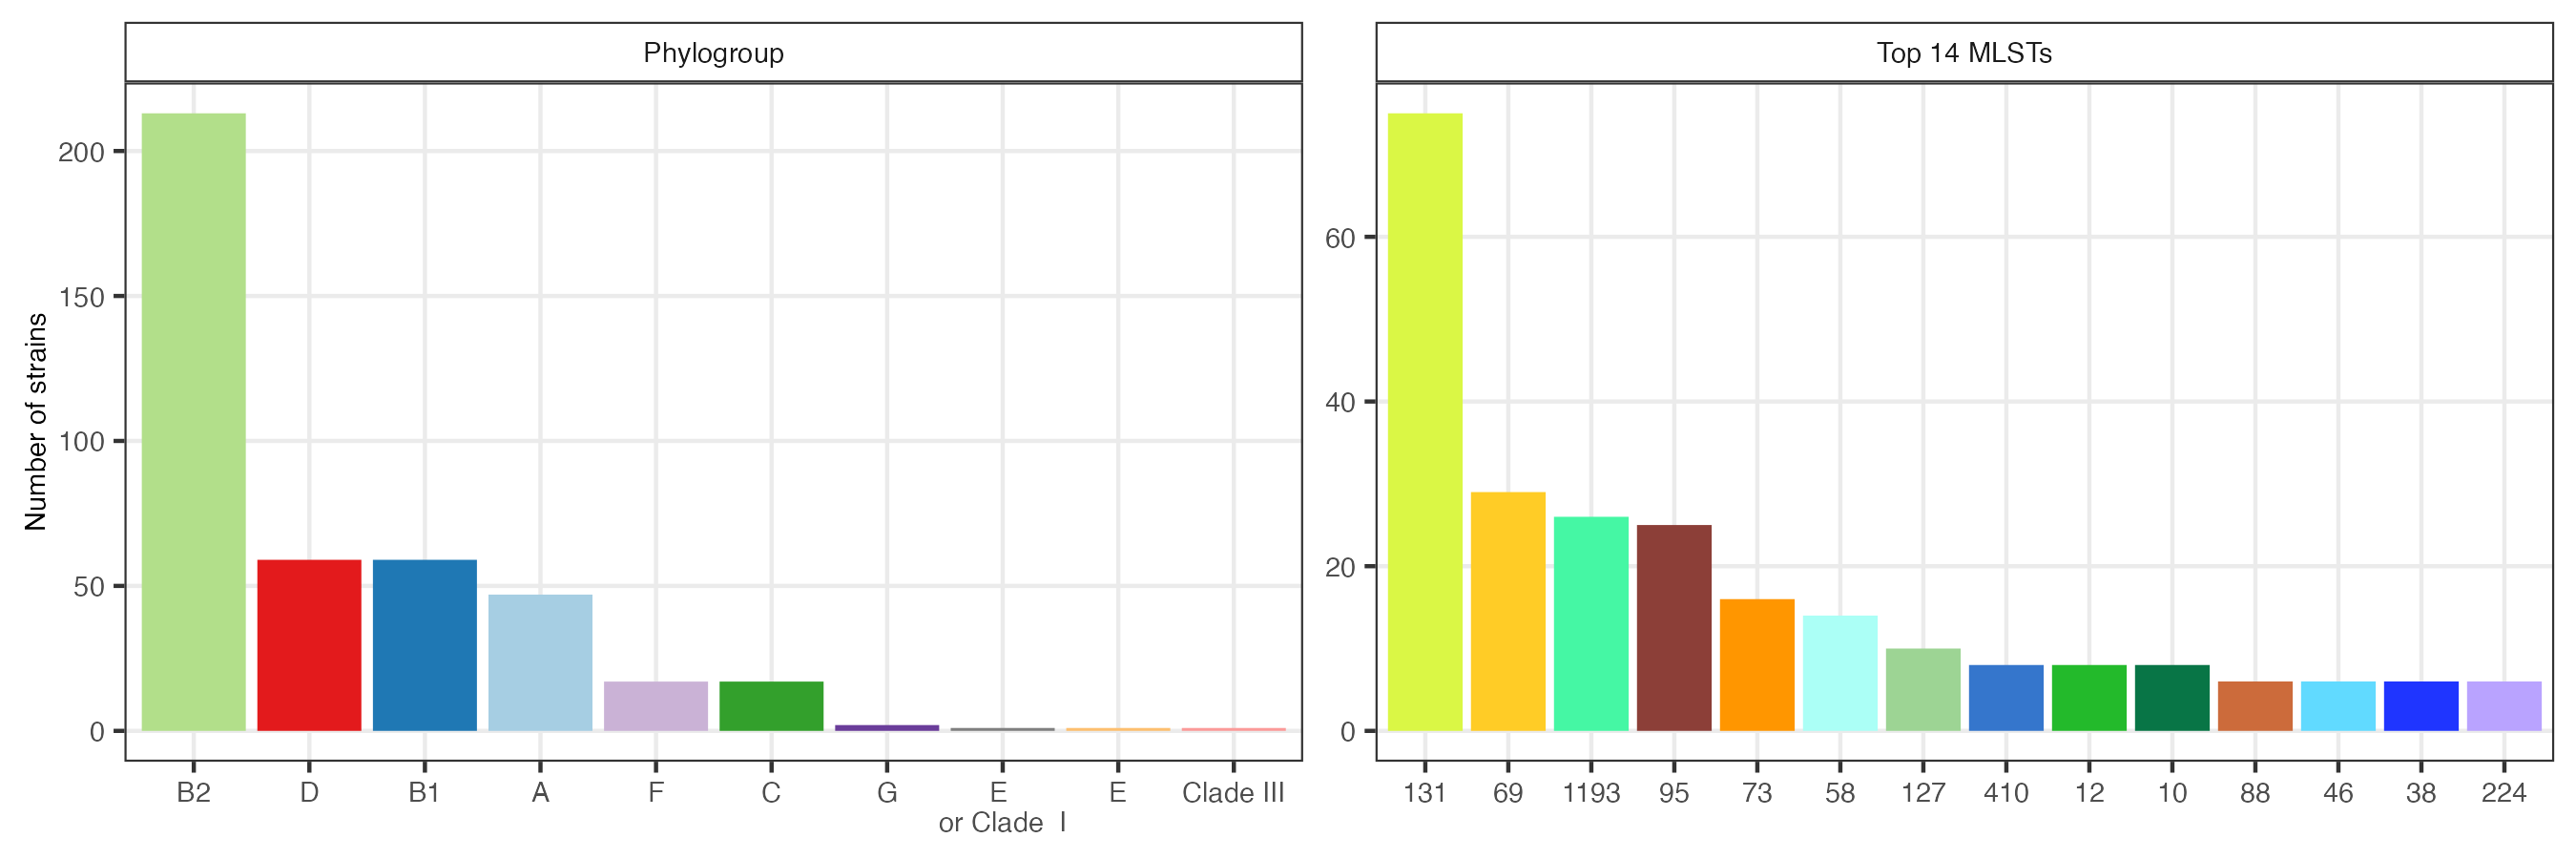 Phylogroup
Number of strains
200
150
100
50
0
B2 D B1 A F C G E E Clade III
or Clade I
Top 14 MLSTs
60
40
20
0
131 69 1193 95 73 58 127 410 12 10 88 46 38 224